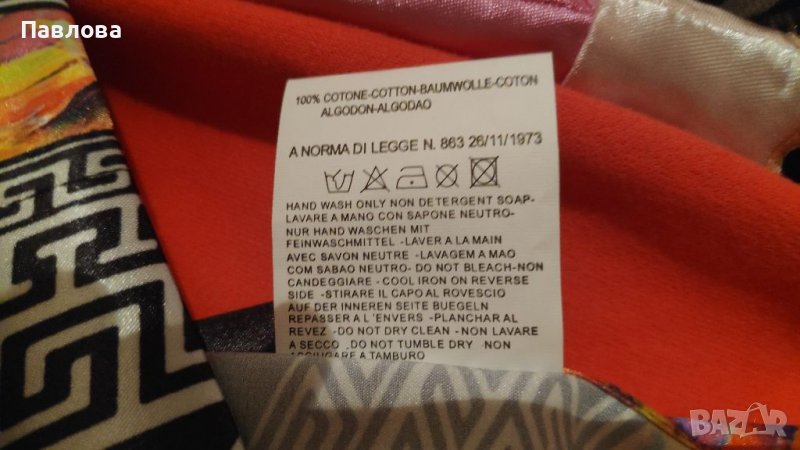 Павлова
100% COTONE-COTTON-BAUMWOLLE-COTON
ALGODON-ALGODAO
A NORMA DI LEGGE N. 863 26/11/1973
HAND WASH ONLY NON DETERGENT SOAP-
LAVARE A MANO CON SAPONE NEUTRO-
NUR HAND WASCHEN MIT
FEINWASCHMITTEL -LAVER A LA MAIN
AVEC SAVON NEUTRE -LAVAGEM A MAO
COM SABAO NEUTRO- DO NOT BLEACH-NON
CANDEGGIARE - COOL IRON ON REVERSE
SIDE -STIRARE IL CAPO AL ROVESCIO
AUF DER INNEREN SEITE BUEGELN
REPASSER A L'ENVERS -PLANCHAR AL
REVEZ -DO NOT DRY CLEAN -NON LAVARE
A SECCO -DO NOT TUMBLE DRY -NON
ASCIUGARE A TAMBURO
BAZAR